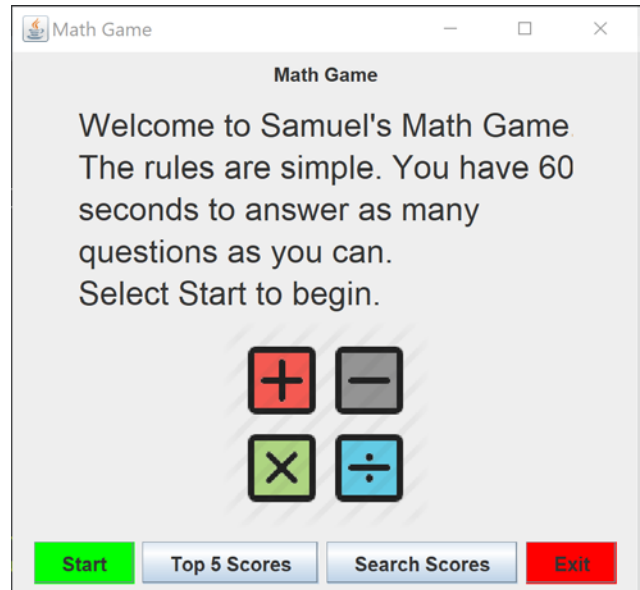 Math Game
Math Game
Welcome to Samuel's Math Game
The rules are simple. You have 60
seconds to answer as many
questions as you can.
Select Start to begin.
+ −
× ÷
Start Top 5 Scores Search Scores Exit